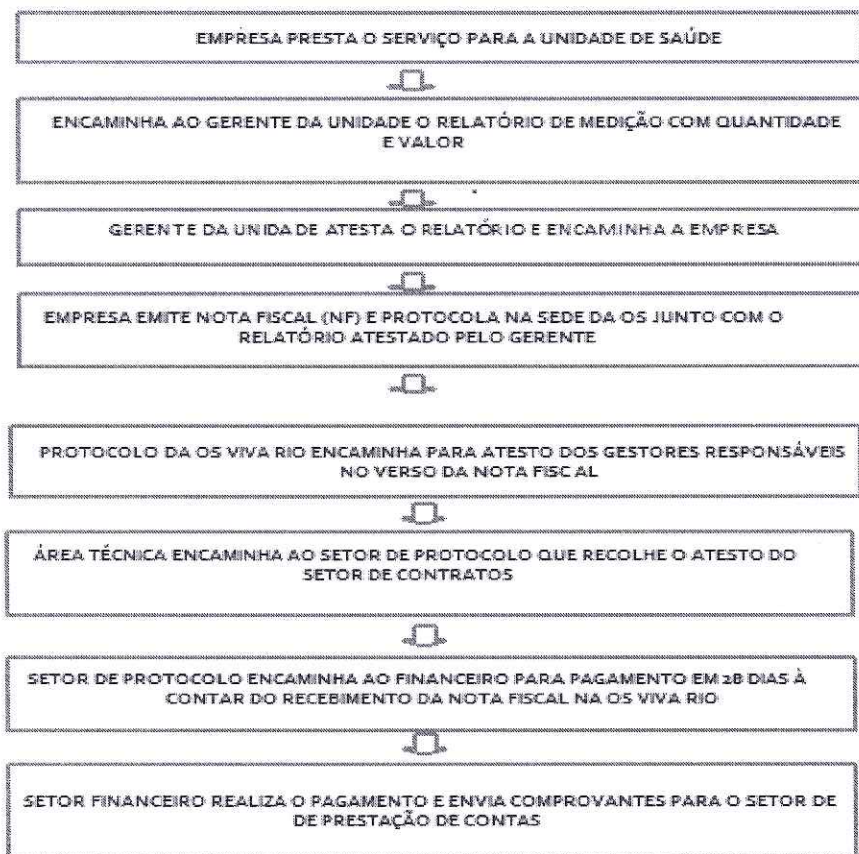 EMPRESA PRESTA O SERVIÇO PARA A UNIDADE DE SAÚDE
ENCAMINHA AO GERENTE DA UNIDADE O RELATÓRIO DE MEDIÇÃO COM QUANTIDADE
E VALOR
GERENTE DA UNIDADE ATESTA O RELATÓRIO E ENCAMINHA A EMPRESA
EMPRESA EMITE NOTA FISCAL (NF) E PROTOCOLA NA SEDE DA OS JUNTO COM O
RELATÓRIO ATESTADO PELO GERENTE
PROTOCOLO DA OS VIVA RIO ENCAMINHA PARA ATESTO DOS GESTORES RESPONSÁVEIS
NO VERSO DA NOTA FISCAL
ÁREA TÉCNICA ENCAMINHA AO SETOR DE PROTOCOLO QUE RECOLHE O ATESTO DO
SETOR DE CONTRATOS
SETOR DE PROTOCOLO ENCAMINHA AO FINANCEIRO PARA PAGAMENTO EM 28 DIAS À
CONTAR DO RECEBIMENTO DA NOTA FISCAL NA OS VIVA RIO
SETOR FINANCEIRO REALIZA O PAGAMENTO E ENVIA COMPROVANTES PARA O SETOR DE
DE PRESTAÇÃO DE CONTAS